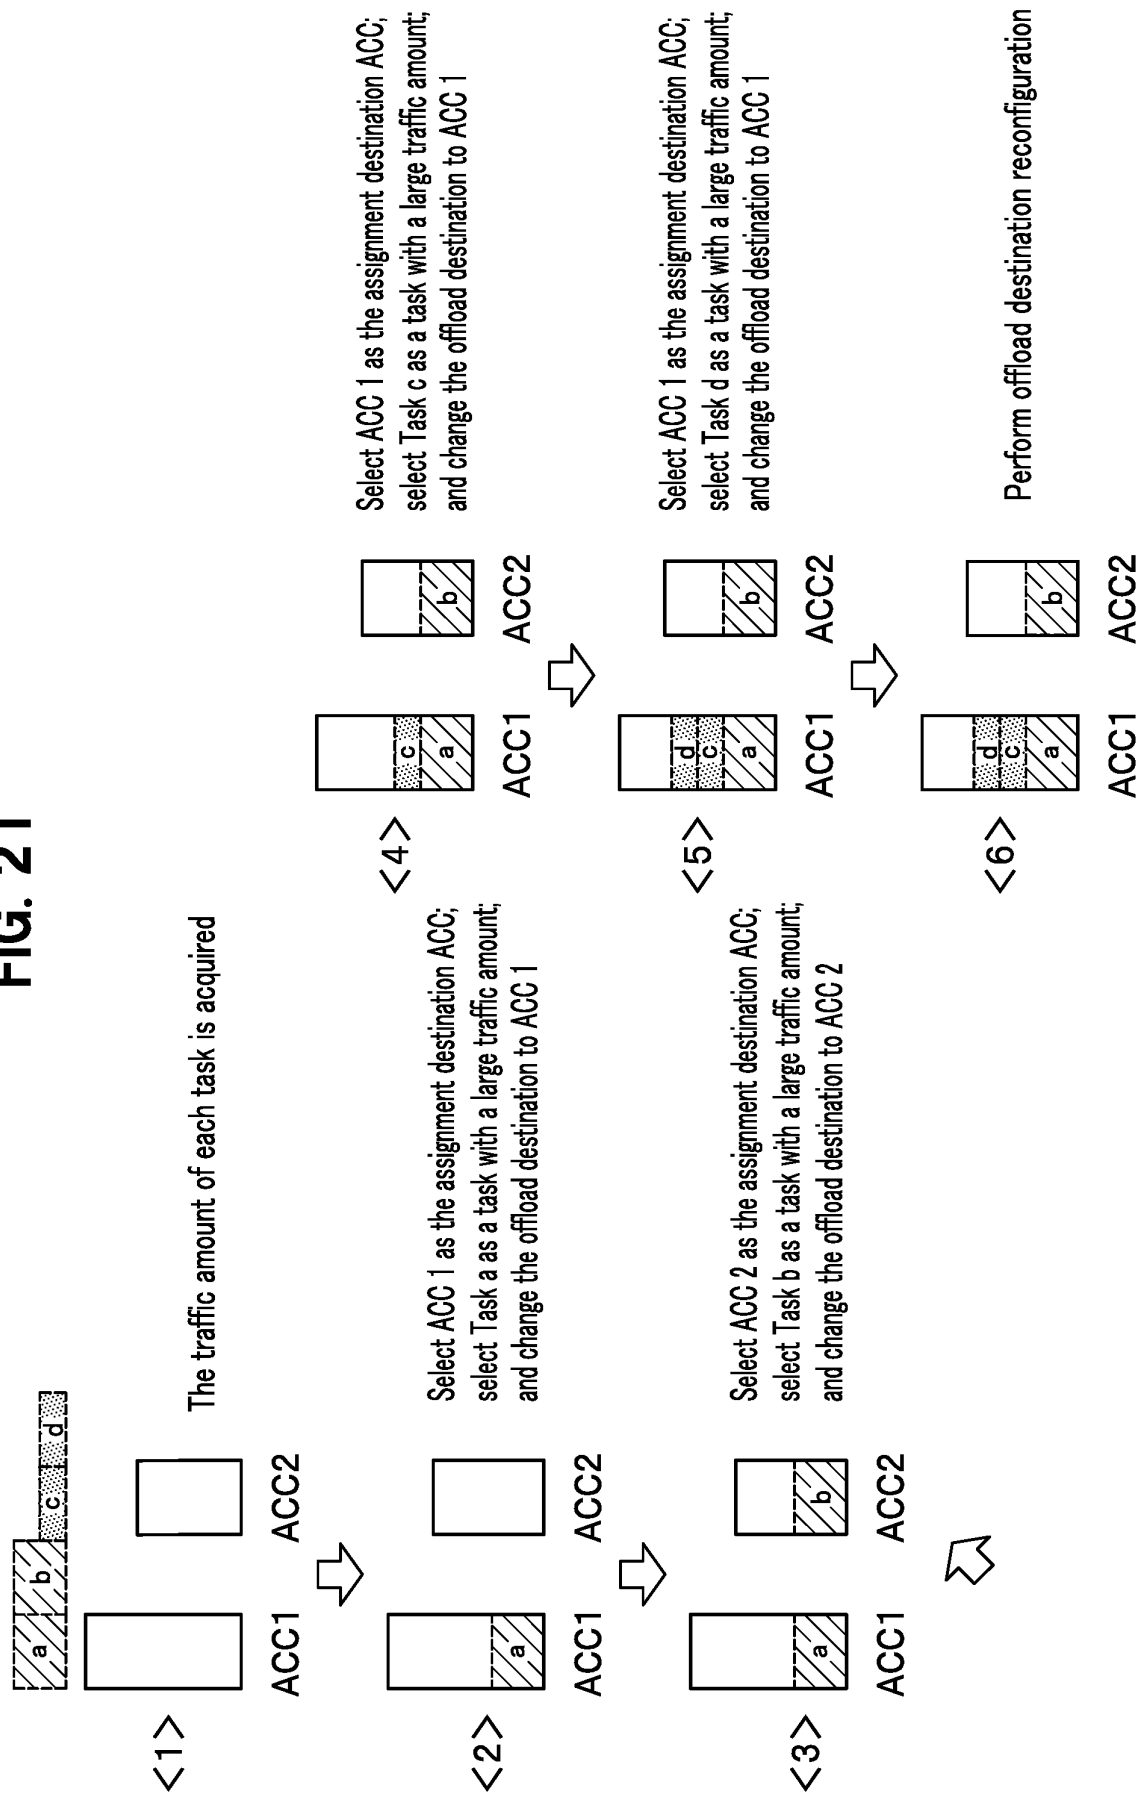 FIG. 21
a
b
c
d
<1>
ACC1
ACC2
The traffic amount of each task is acquired
<2>
a
ACC1
ACC2
Select ACC 1 as the assignment destination ACC;
select Task a as a task with a large traffic amount;
and change the offload destination to ACC 1
<3>
a
b
ACC1
ACC2
Select ACC 2 as the assignment destination ACC;
select Task b as a task with a large traffic amount;
and change the offload destination to ACC 2
<4>
c
a
b
ACC1
ACC2
Select ACC 1 as the assignment destination ACC;
select Task c as a task with a large traffic amount;
and change the offload destination to ACC 1
<5>
d
c
a
b
ACC1
ACC2
Select ACC 1 as the assignment destination ACC;
select Task d as a task with a large traffic amount;
and change the offload destination to ACC 1
<6>
d
c
a
b
ACC1
ACC2
Perform offload destination reconfiguration